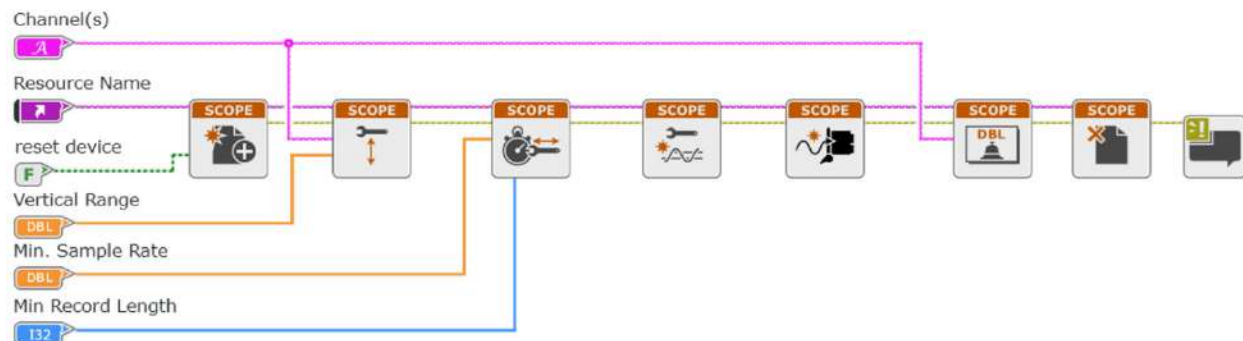 Channel(s)
A
Resource Name
SCOPE SCOPE SCOPE SCOPE SCOPE SCOPE SCOPE
reset device
DBL
F
Vertical Range
DBL
Min. Sample Rate
DBL
Min Record Length
I32